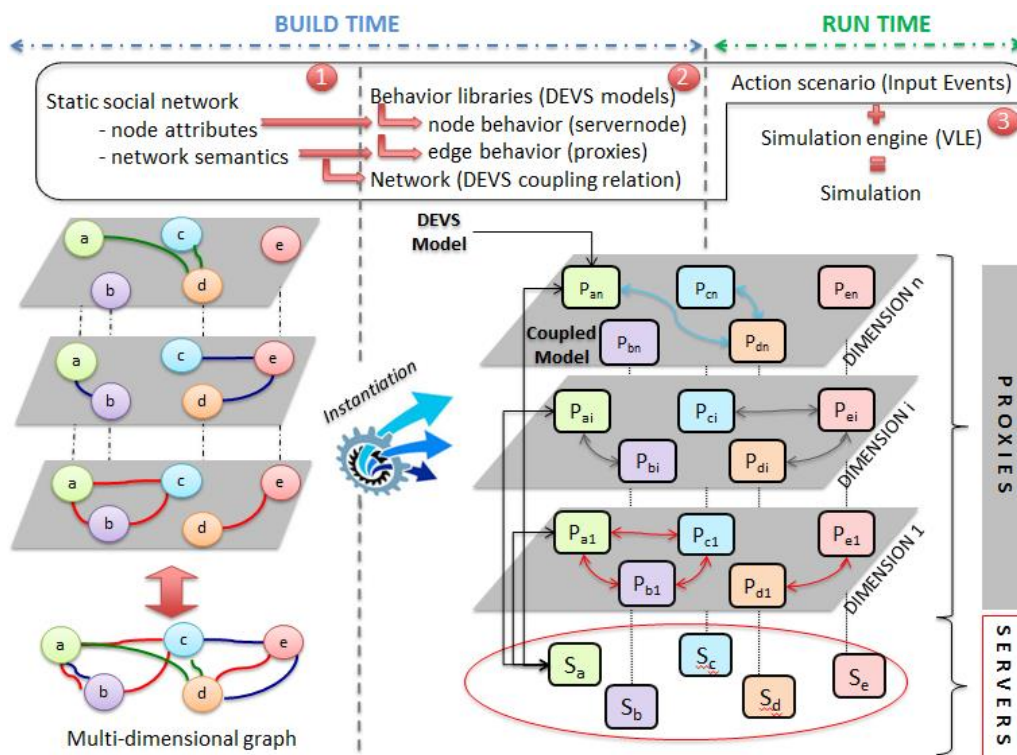 BUILD TIME
RUN TIME
1
2
3
Static social network
- node attributes
- network semantics
Behavior libraries (DEVS models)
node behavior (servernode)
edge behavior (proxies)
Network (DEVS coupling relation)
Action scenario (Input Events)
Simulation engine (VLE)
Simulation
a
c
e
b
d
a
c
e
b
d
a
c
e
b
d
a
c
e
b
d
Multi-dimensional graph
Instantiation
DEVS
Model
Coupled
Model
Pan
Pcn
Pen
Pbn
Pdn
DIMENSION n
Pai
Pci
Pei
Pbi
Pdi
DIMENSION i
Pa1
Pc1
Pe1
Pb1
Pd1
DIMENSION 1
Sa
Sc
Se
Sb
Sd
PROXIES
SERVERS